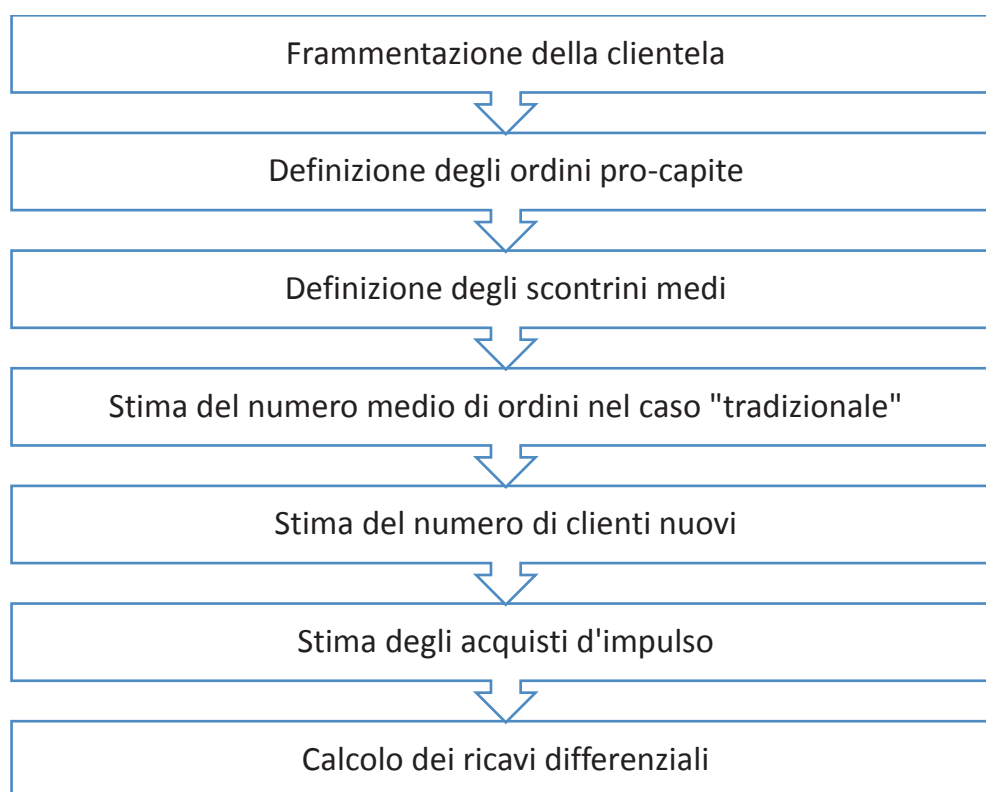 Frammentazione della clientela
Definizione degli ordini pro-capite
Definizione degli scontrini medi
Stima del numero medio di ordini nel caso "tradizionale"
Stima del numero di clienti nuovi
Stima degli acquisti d'impulso
Calcolo dei ricavi differenziali